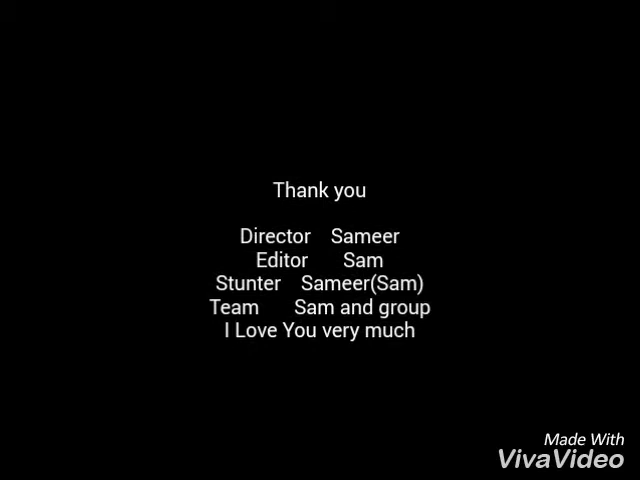 Thank you
Director Sameer
Editor Sam
Stunter Sameer(Sam)
Team Sam and group
I Love You very much
Made With
VivaVideo